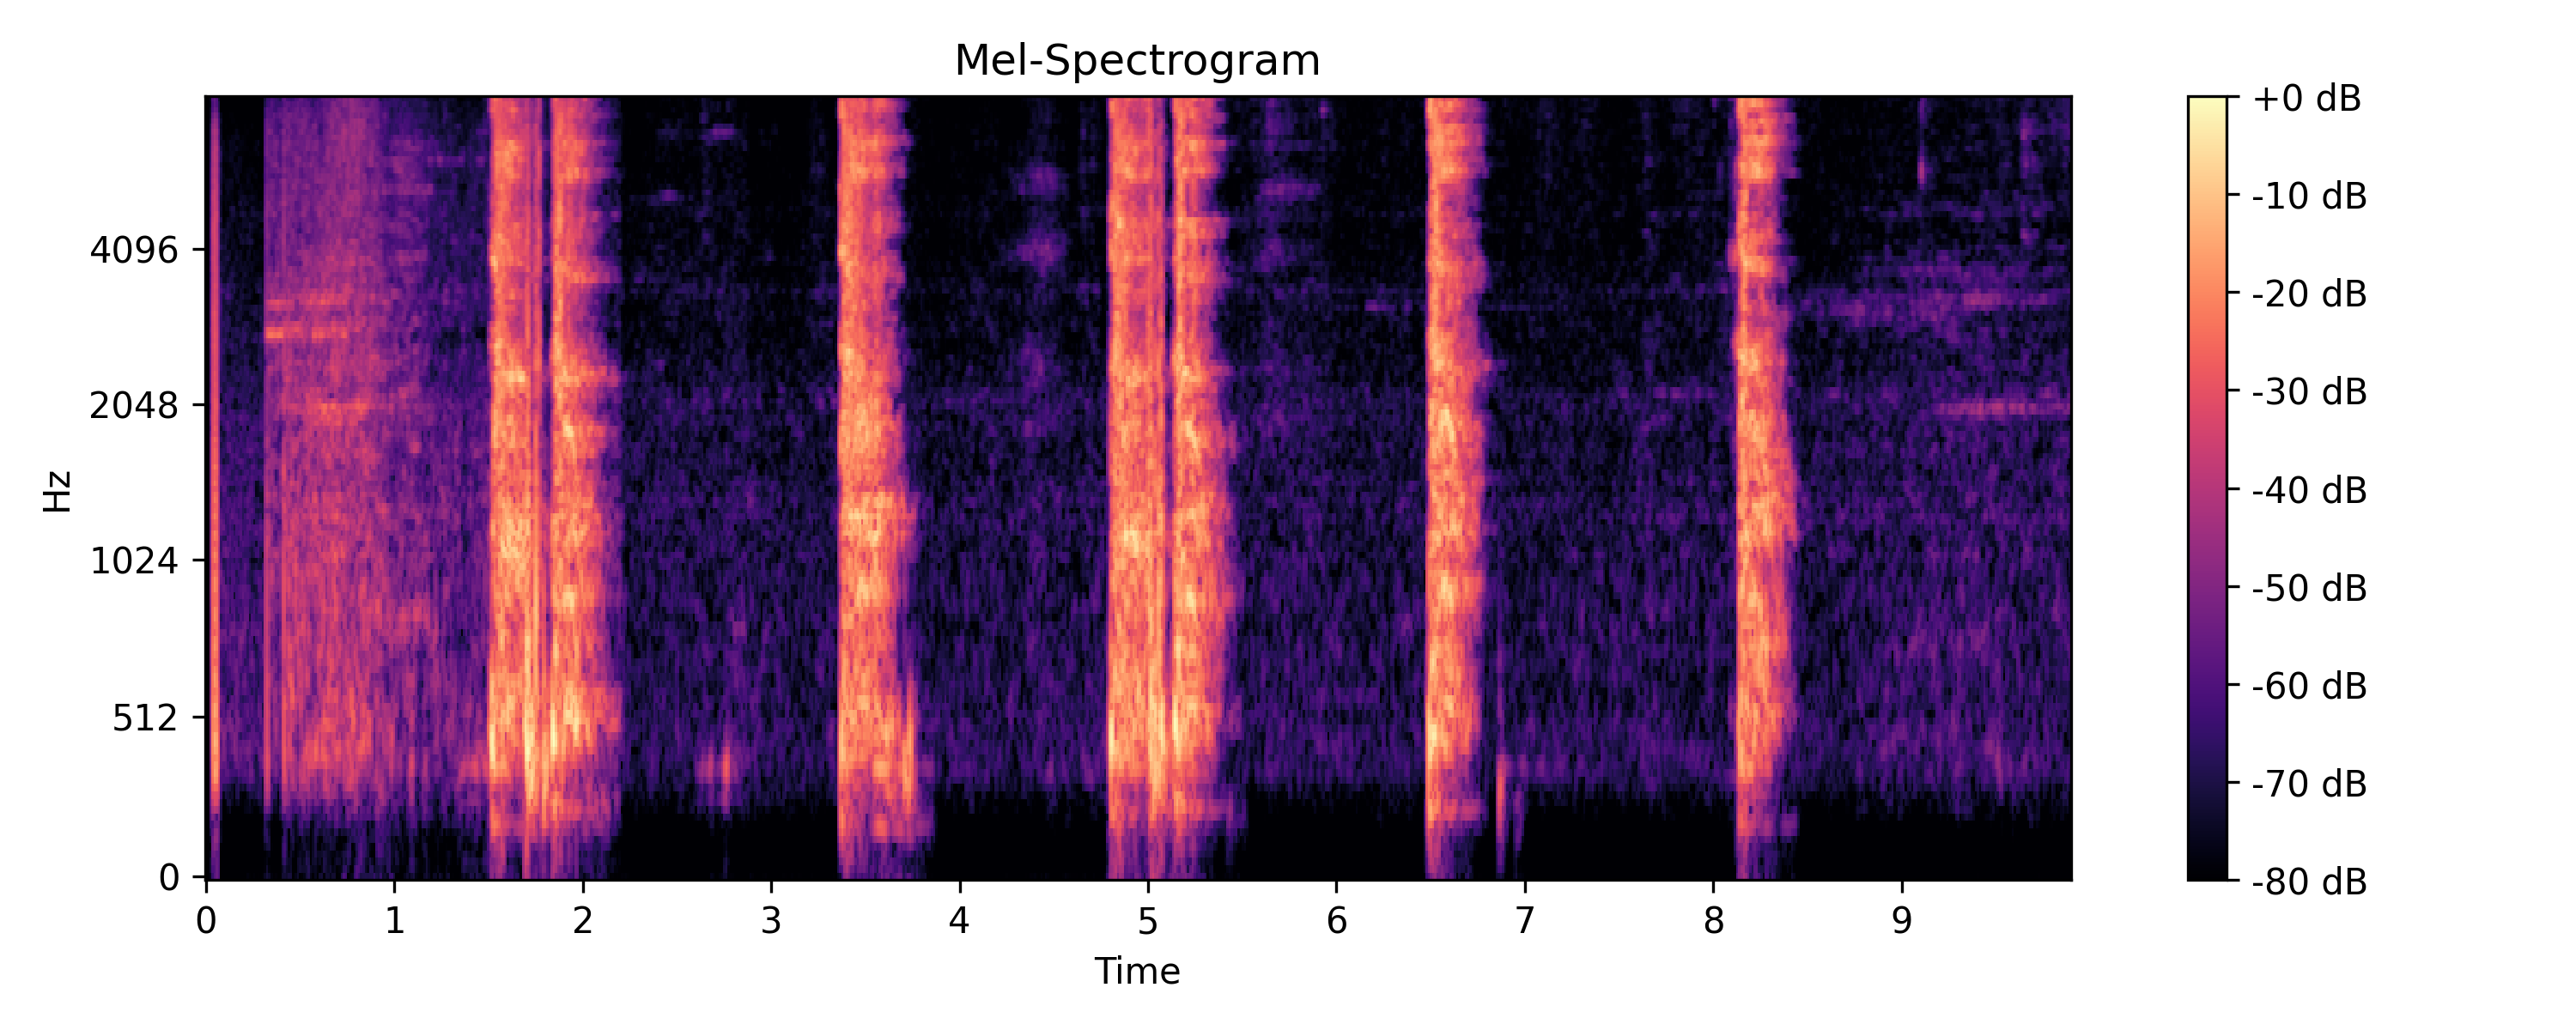 Mel-Spectrogram
+0 dB
-10 dB
-20 dB
-30 dB
-40 dB
-50 dB
-60 dB
-70 dB
-80 dB
4096
2048
1024
512
0
Hz
0 1 2 3 4 5 6 7 8 9
Time